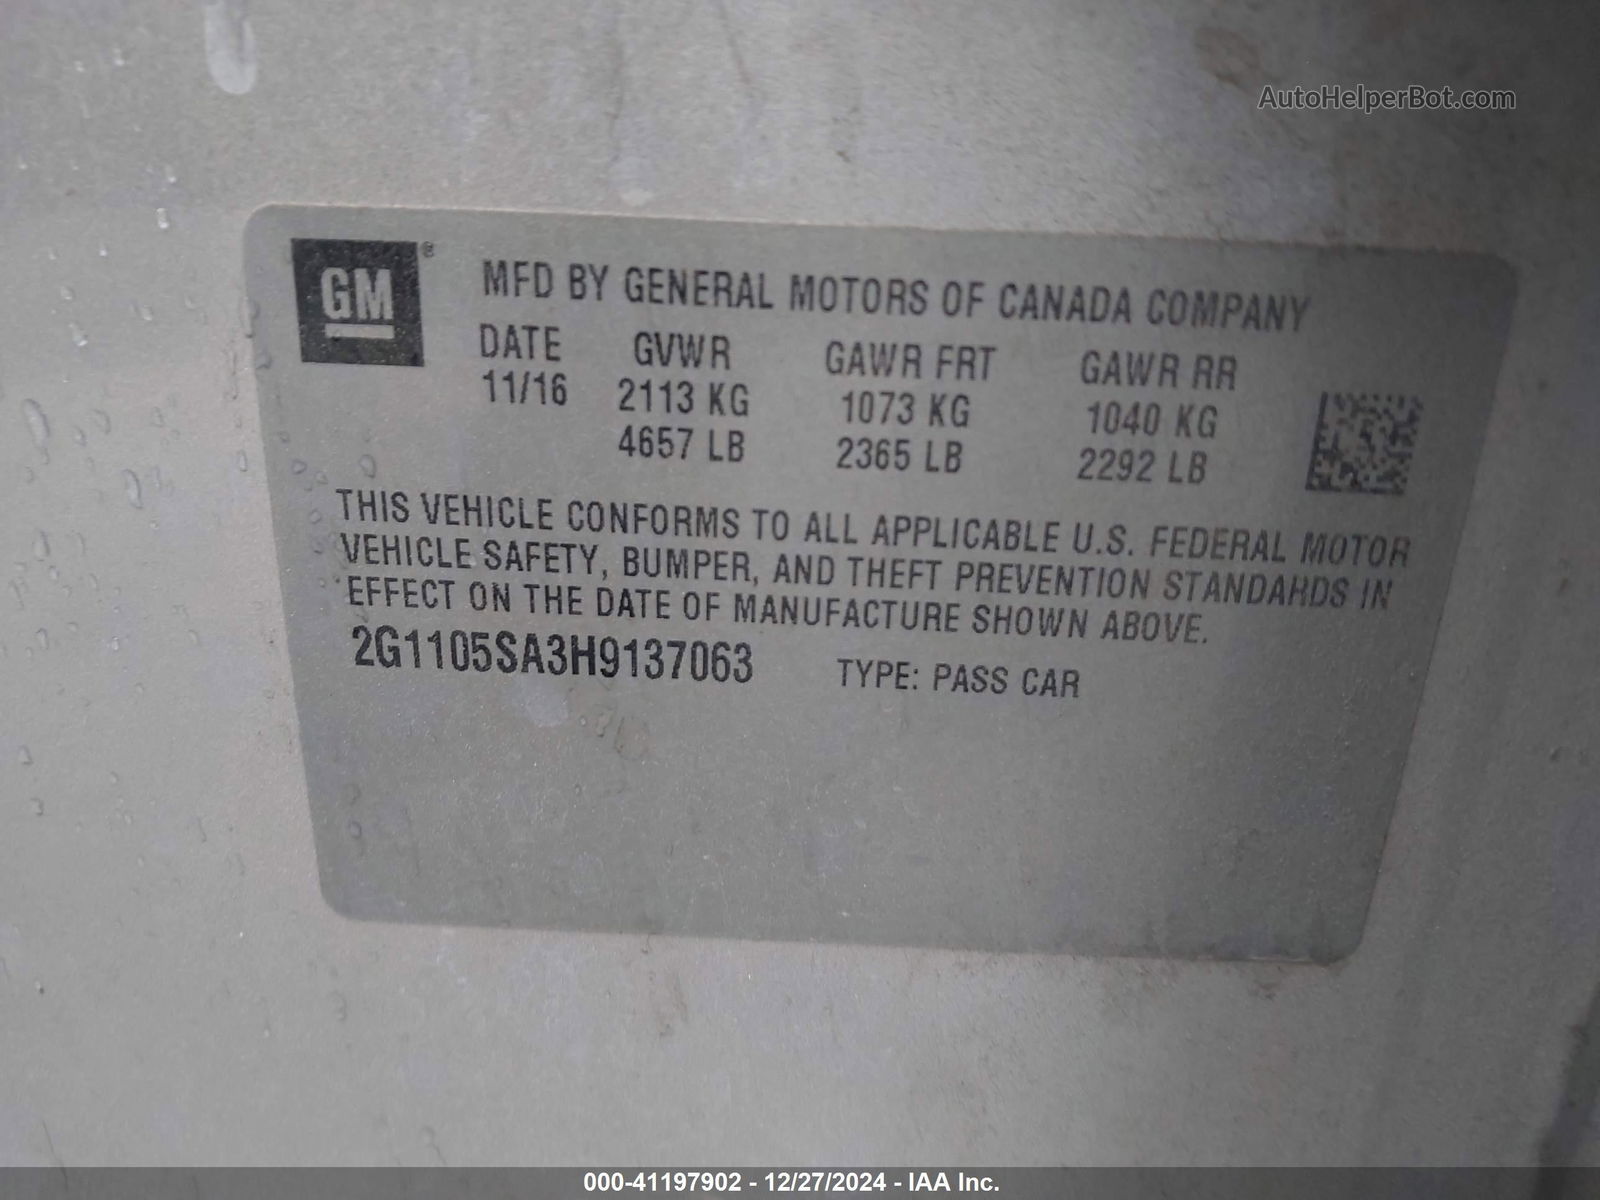 AutoHelperBot.com
GM ®
MFD BY GENERAL MOTORS OF CANADA COMPANY
DATE GVWR GAWR FRT GAWR RR
11/16 2113 KG 1073 KG 1040 KG
4657 LB 2365 LB 2292 LB
THIS VEHICLE CONFORMS TO ALL APPLICABLE U.S. FEDERAL MOTOR
VEHICLE SAFETY, BUMPER, AND THEFT PREVENTION STANDARDS IN
EFFECT ON THE DATE OF MANUFACTURE SHOWN ABOVE.
2G1105SA3H9137063 TYPE: PASS CAR
000-41197902 - 12/27/2024 - IAA Inc.